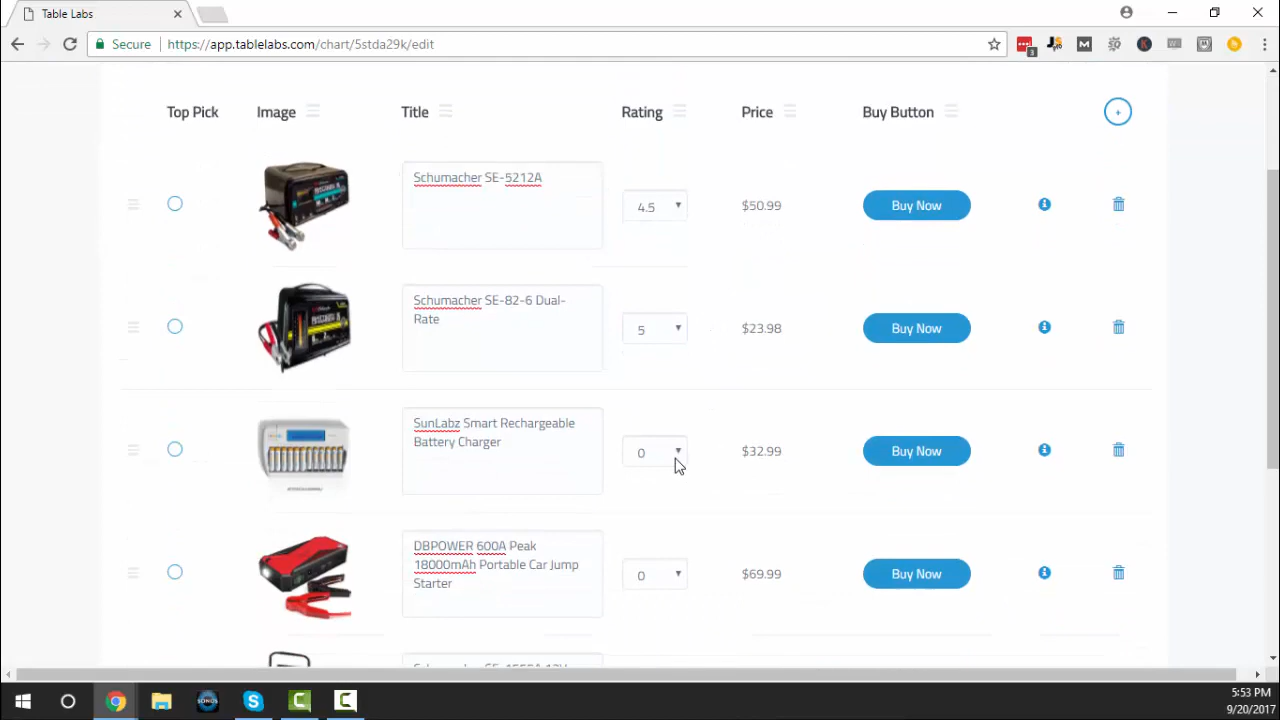 Table Labs
Secure
https://app.tablelabs.com/chart/5stda29k/edit
3
Top Pick
Image
Title
Rating
Price
Buy Button
+
Schumacher SE-5212A
4.5
$50.99
Buy Now
Schumacher SE-82-6 Dual-
Rate
5
$23.98
Buy Now
SunLabz Smart Rechargeable
Battery Charger
0
$32.99
Buy Now
DBPOWER 600A Peak
18000mAh Portable Car Jump
Starter
0
$69.99
Buy Now
SONOS
5:53 PM
9/20/2017